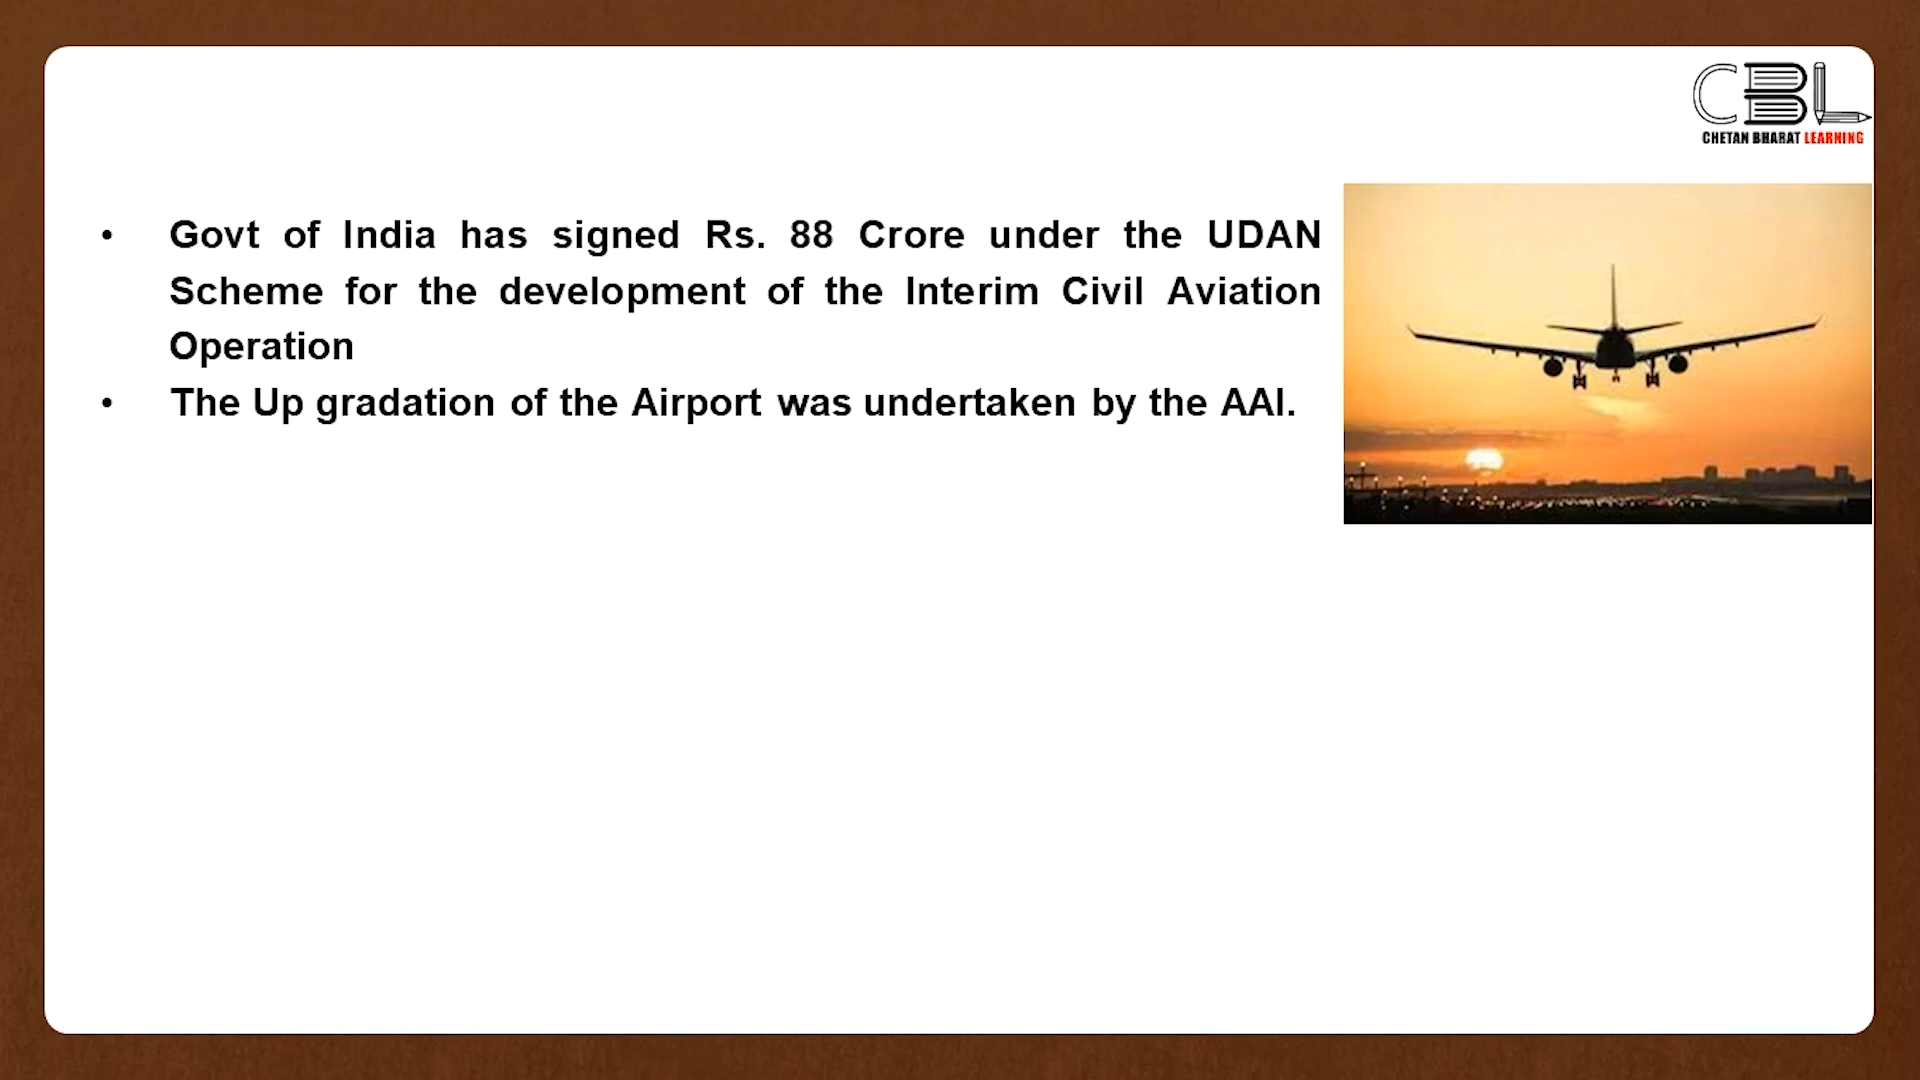 CBL
CHETAN BHARAT LEARNING
• Govt of India has signed Rs. 88 Crore under the UDAN
Scheme for the development of the Interim Civil Aviation
Operation
• The Up gradation of the Airport was undertaken by the AAI.